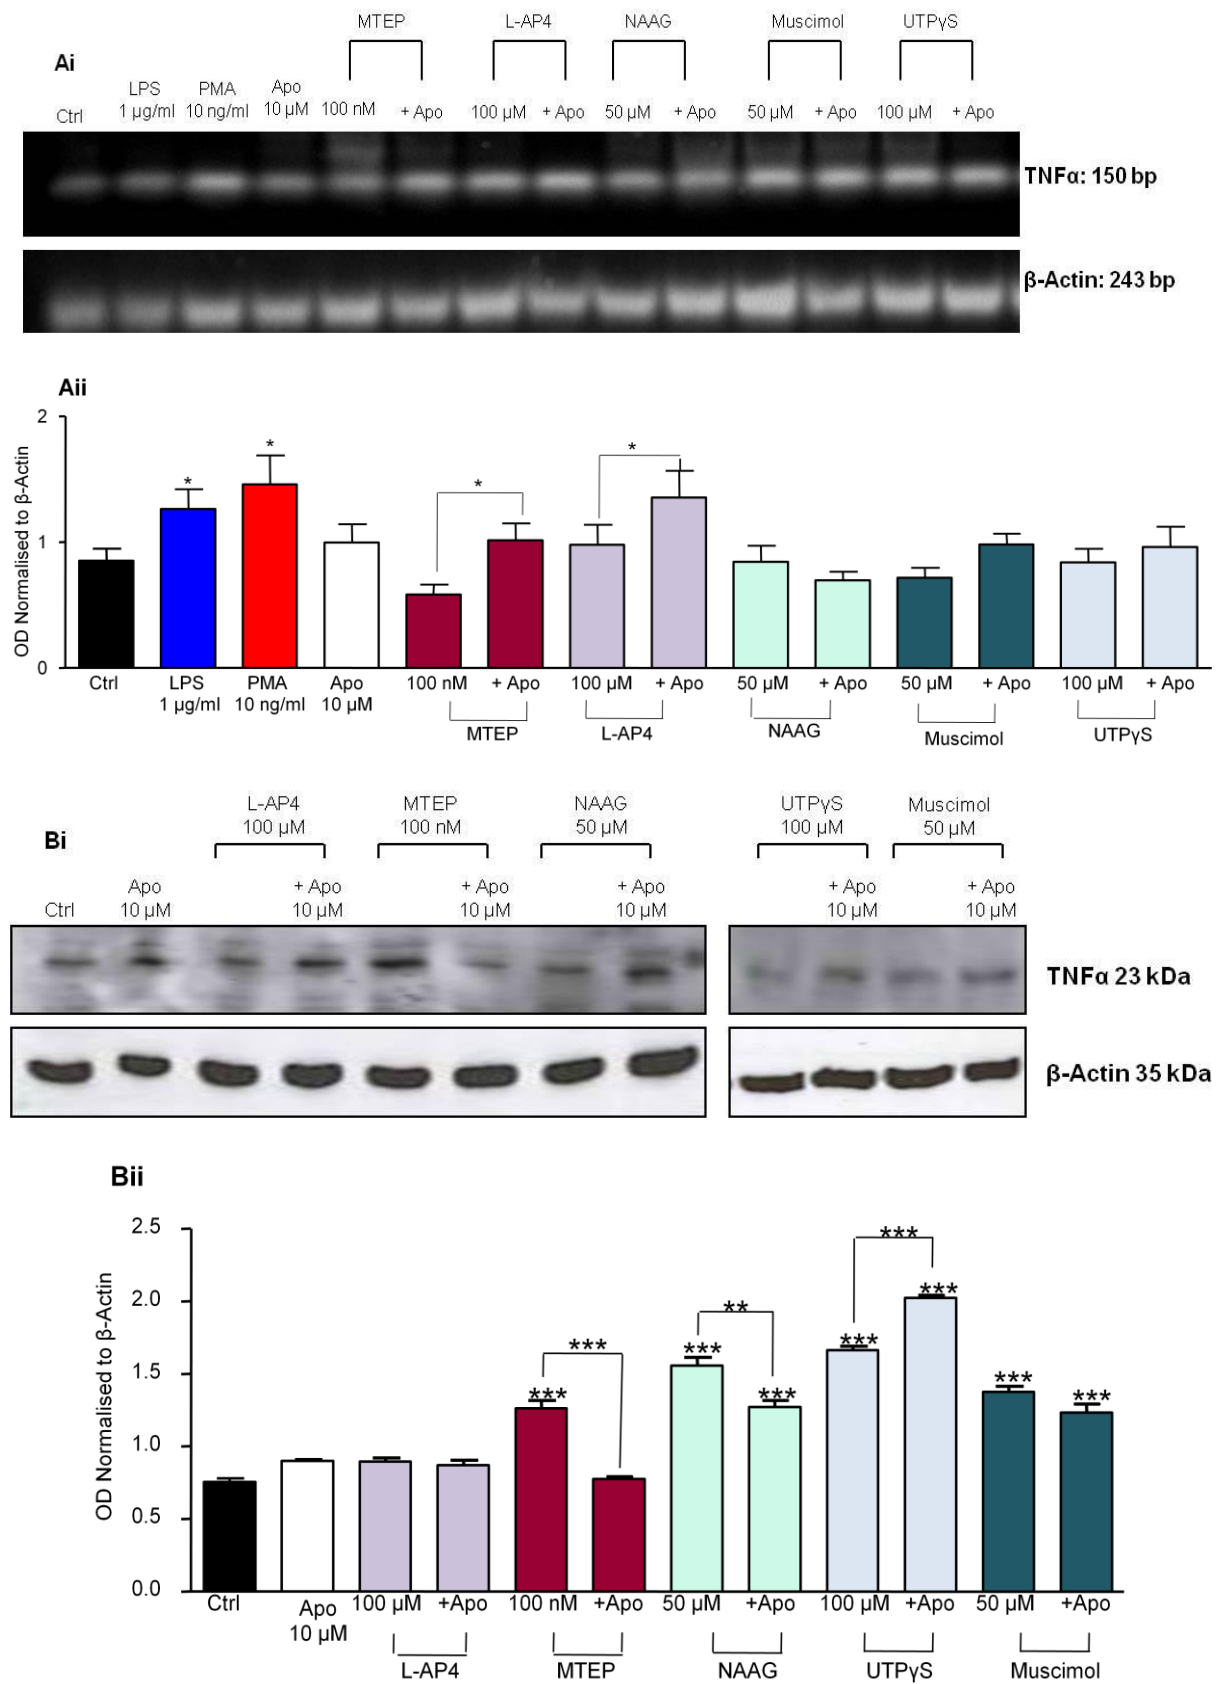 MTEP L-AP4 NAAG Muscimol UTPγS
Ai
LPS PMA Apo
Ctrl 1 µg/ml 10 ng/ml 10 µM 100 nM + Apo 100 µM + Apo 50 µM + Apo 50 µM + Apo 100 µM + Apo
TNFα: 150 bp
β-Actin: 243 bp
Aii
OD Normalised to β-Actin
2
1
0
* * * *
Ctrl LPS PMA Apo 100 nM + Apo 100 µM + Apo 50 µM + Apo 50 µM + Apo 100 µM + Apo
1 µg/ml 10 ng/ml 10 µM
MTEP L-AP4 NAAG Muscimol UTPγS
L-AP4 MTEP NAAG UTPγS Muscimol
100 µM 100 nM 50 µM 100 µM 50 µM
Bi
Apo + Apo + Apo + Apo + Apo + Apo
Ctrl 10 µM 10 µM 10 µM 10 µM 10 µM 10 µM
TNFα 23 kDa
β-Actin 35 kDa
Bii
OD Normalised to β-Actin
2.5
2.0
1.5
1.0
0.5
0.0
*** *** ** *** *** *** *** *** *** ***
Ctrl Apo 100 µM +Apo 100 nM +Apo 50 µM +Apo 100 µM +Apo 50 µM +Apo
10 µM
L-AP4 MTEP NAAG UTPγS Muscimol